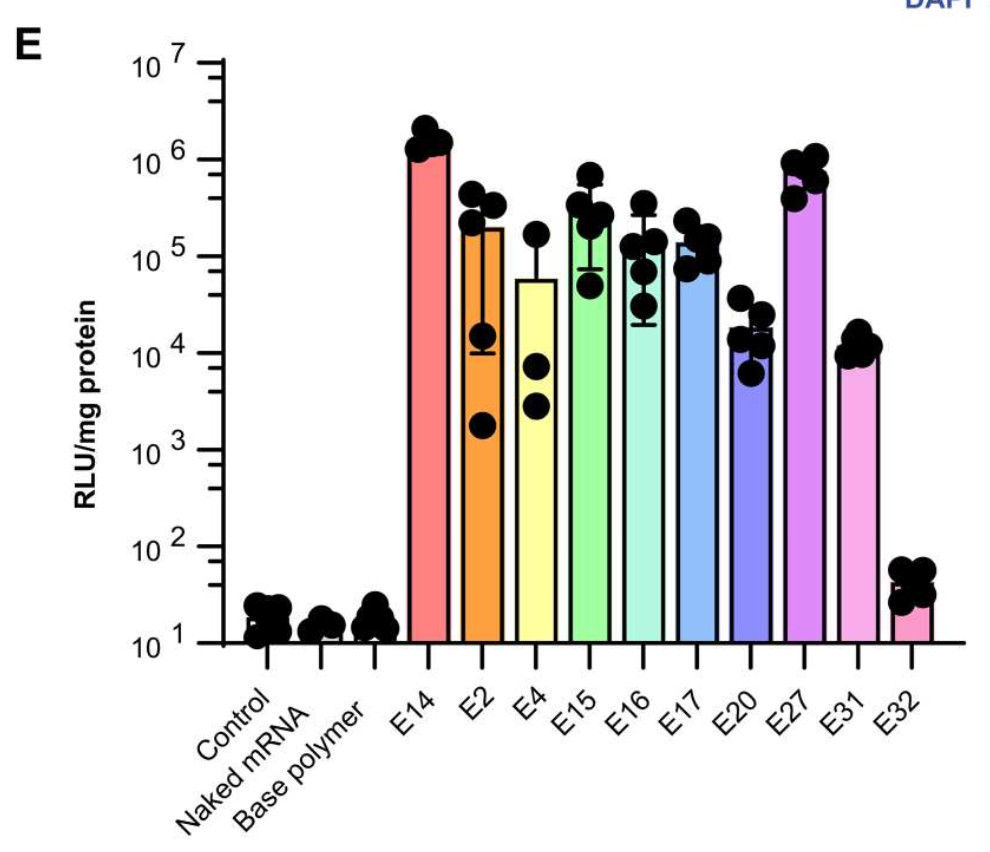 DAPI
E
10 7
10 6
10 5
10 4
10 3
10 2
10 1
RLU/mg protein
Control
Naked mRNA
Base polymer
E14
E2
E4
E15
E16
E17
E20
E27
E31
E32